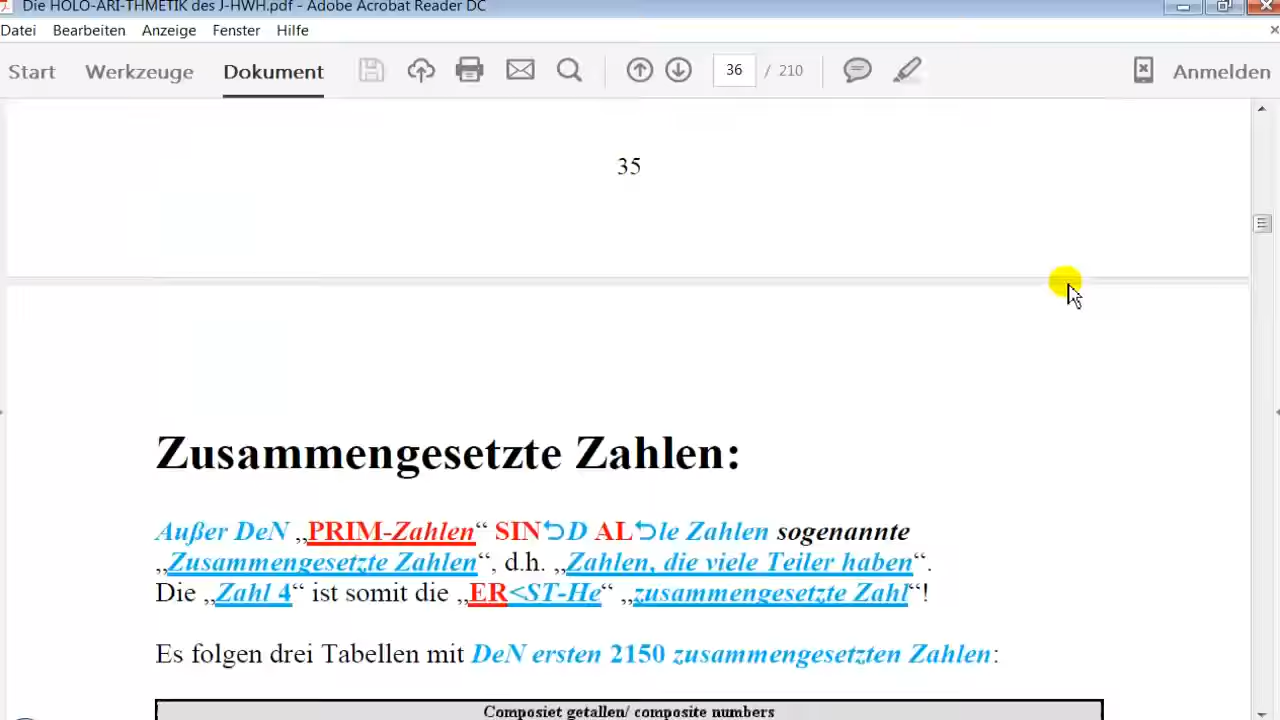 Die HOLO-ARI-THMETIK des J-HWH.pdf - Adobe Acrobat Reader DC
Datei Bearbeiten Anzeige Fenster Hilfe
Start Werkzeuge Dokument 36 / 210 Anmelden
35
Zusammengesetzte Zahlen:
Außer DeN „PRIM-Zahlen“ SIN⮌D AL⮌le Zahlen sogenannte
„Zusammengesetzte Zahlen“, d.h. „Zahlen, die viele Teiler haben“.
Die „Zahl 4“ ist somit die „ER<ST-He“ „zusammengesetzte Zahl“!
Es folgen drei Tabellen mit DeN ersten 2150 zusammengesetzten Zahlen:
Composiet getallen/ composite numbers